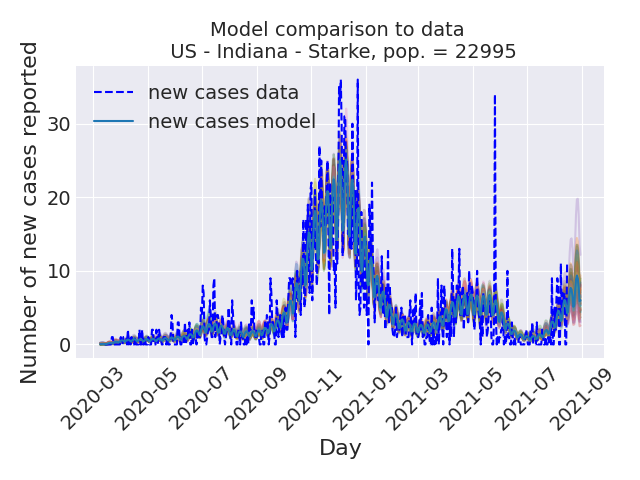 Model comparison to data
US - Indiana - Starke, pop. = 22995
Number of new cases reported
new cases data
new cases model
30
20
10
0
2020-03
2020-05
2020-07
2020-09
2020-11
2021-01
2021-03
2021-05
2021-07
2021-09
Day